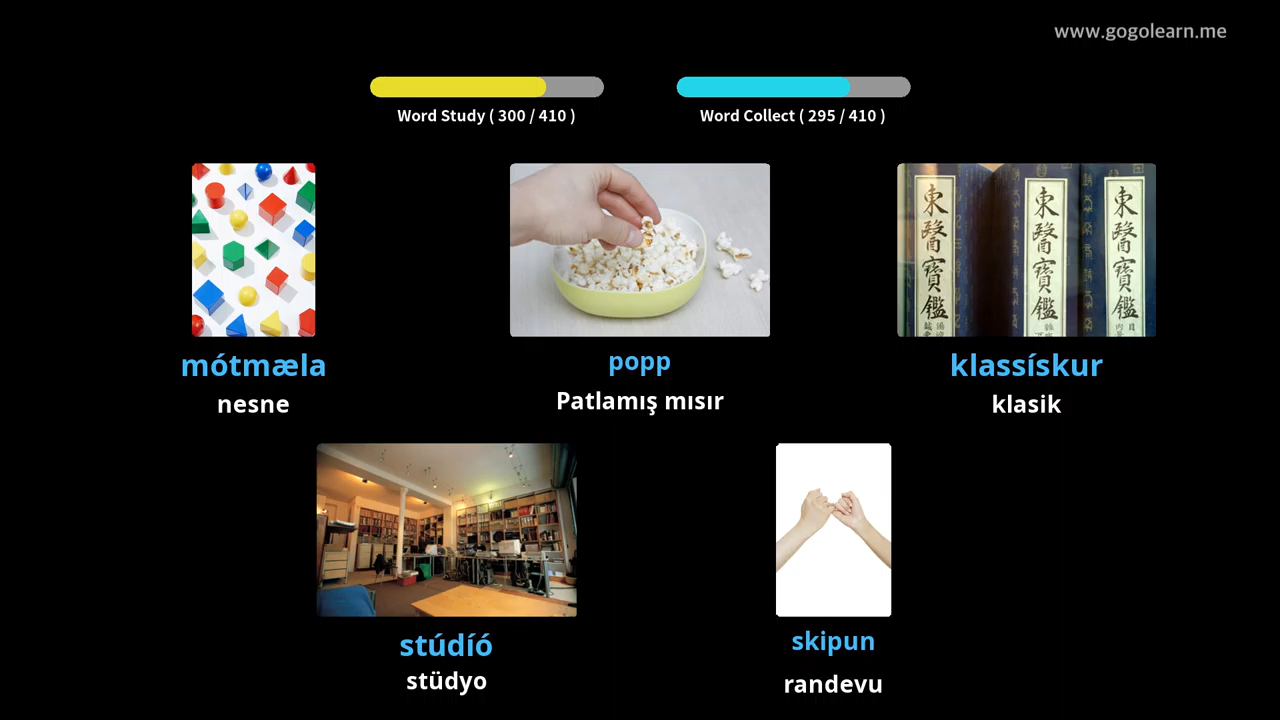 www.gogolearn.me
Word Study ( 300 / 410 )
Word Collect ( 295 / 410 )
東醫寶鑑
東醫寶鑑
東醫寶鑑
mótmæla
popp
klassískur
nesne
Patlamış mısır
klasik
stúdíó
skipun
stüdyo
randevu